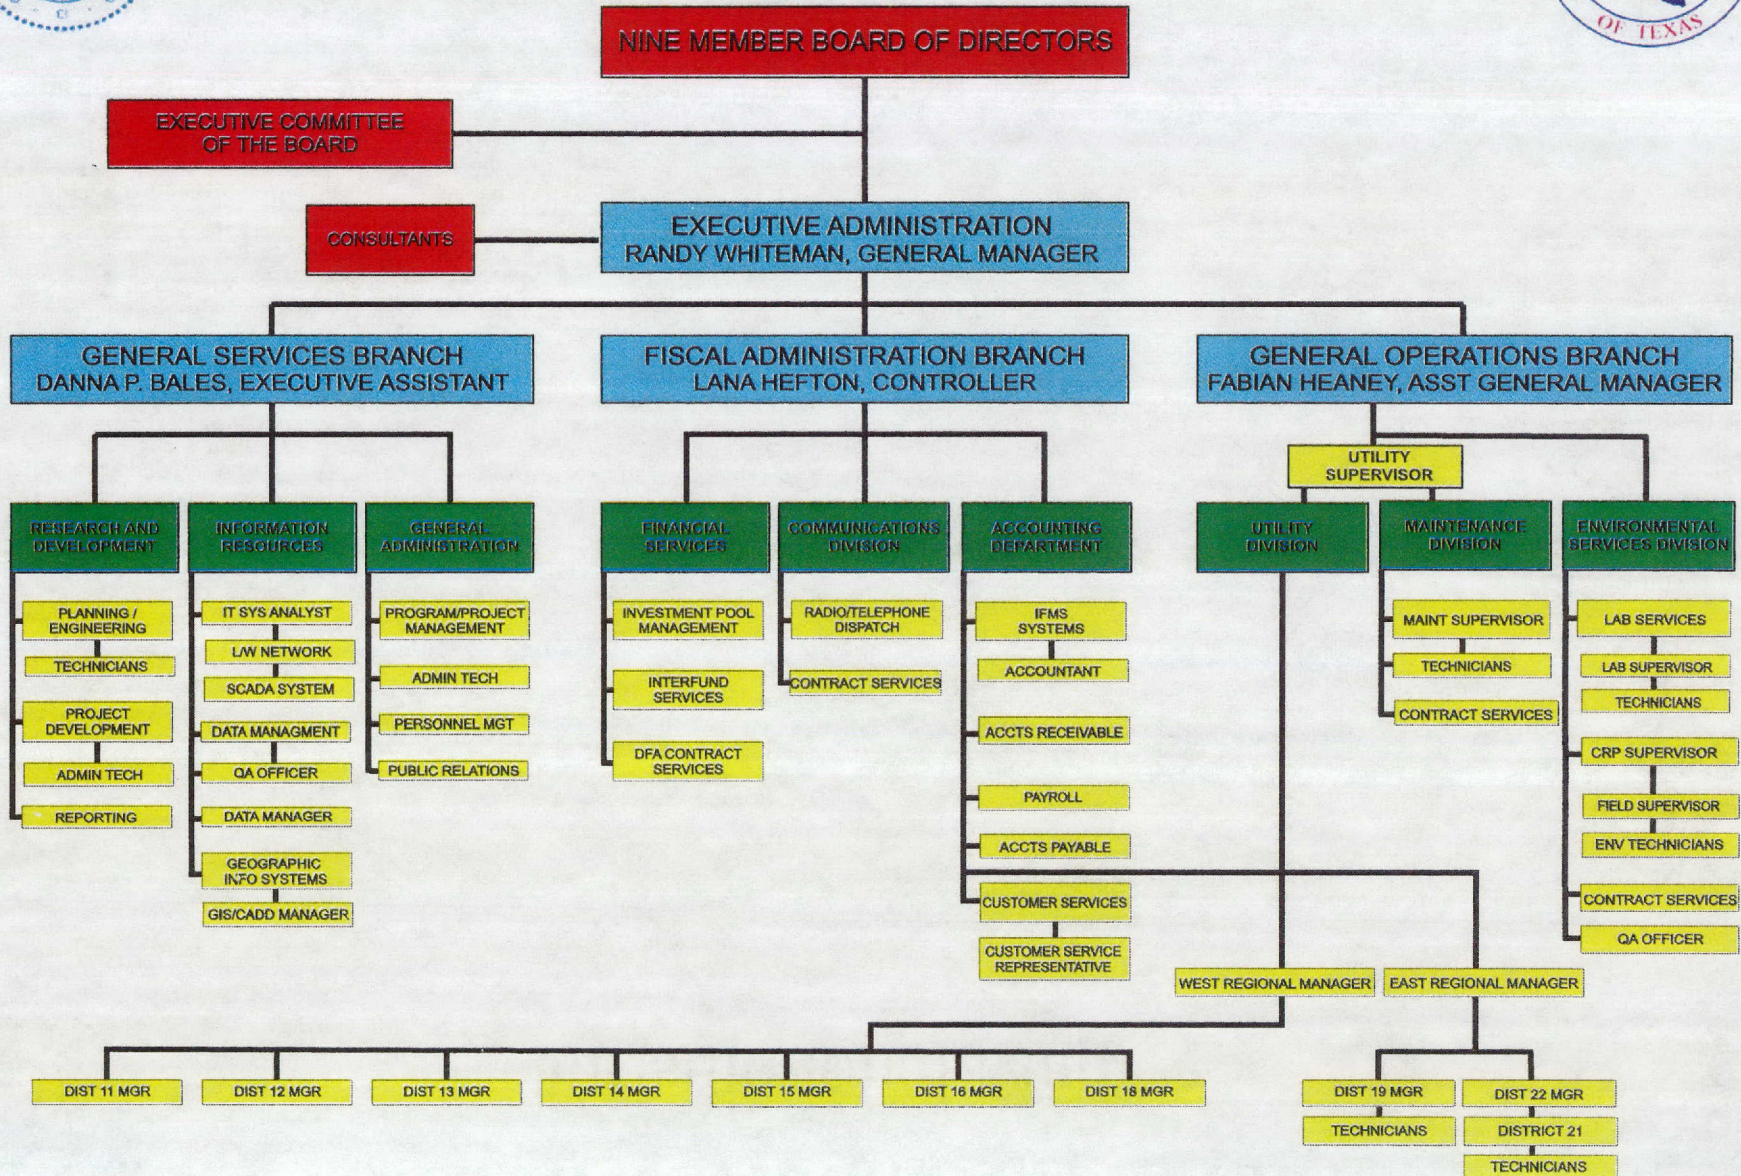 OF TEXAS
NINE MEMBER BOARD OF DIRECTORS
EXECUTIVE COMMITTEE
OF THE BOARD
CONSULTANTS
EXECUTIVE ADMINISTRATION
RANDY WHITEMAN, GENERAL MANAGER
GENERAL SERVICES BRANCH
DANNA P. BALES, EXECUTIVE ASSISTANT
FISCAL ADMINISTRATION BRANCH
LANA HEFTON, CONTROLLER
GENERAL OPERATIONS BRANCH
FABIAN HEANEY, ASST GENERAL MANAGER
UTILITY
SUPERVISOR
RESEARCH AND
DEVELOPMENT
INFORMATION
RESOURCES
GENERAL
ADMINISTRATION
FINANCIAL
SERVICES
COMMUNICATIONS
DIVISION
ACCOUNTING
DEPARTMENT
UTILITY
DIVISION
MAINTENANCE
DIVISION
ENVIRONMENTAL
SERVICES DIVISION
PLANNING /
ENGINEERING
TECHNICIANS
PROJECT
DEVELOPMENT
ADMIN TECH
REPORTING
IT SYS ANALYST
L/W NETWORK
SCADA SYSTEM
DATA MANAGMENT
QA OFFICER
DATA MANAGER
GEOGRAPHIC
INFO SYSTEMS
GIS/CADD MANAGER
PROGRAM/PROJECT
MANAGEMENT
ADMIN TECH
PERSONNEL MGT
PUBLIC RELATIONS
INVESTMENT POOL
MANAGEMENT
INTERFUND
SERVICES
DFA CONTRACT
SERVICES
RADIO/TELEPHONE
DISPATCH
CONTRACT SERVICES
IFMS
SYSTEMS
ACCOUNTANT
ACCTS RECEIVABLE
PAYROLL
ACCTS PAYABLE
CUSTOMER SERVICES
CUSTOMER SERVICE
REPRESENTATIVE
MAINT SUPERVISOR
TECHNICIANS
CONTRACT SERVICES
LAB SERVICES
LAB SUPERVISOR
TECHNICIANS
CRP SUPERVISOR
FIELD SUPERVISOR
ENV TECHNICIANS
CONTRACT SERVICES
QA OFFICER
WEST REGIONAL MANAGER
EAST REGIONAL MANAGER
DIST 11 MGR
DIST 12 MGR
DIST 13 MGR
DIST 14 MGR
DIST 15 MGR
DIST 16 MGR
DIST 18 MGR
DIST 19 MGR
TECHNICIANS
DIST 22 MGR
DISTRICT 21
TECHNICIANS